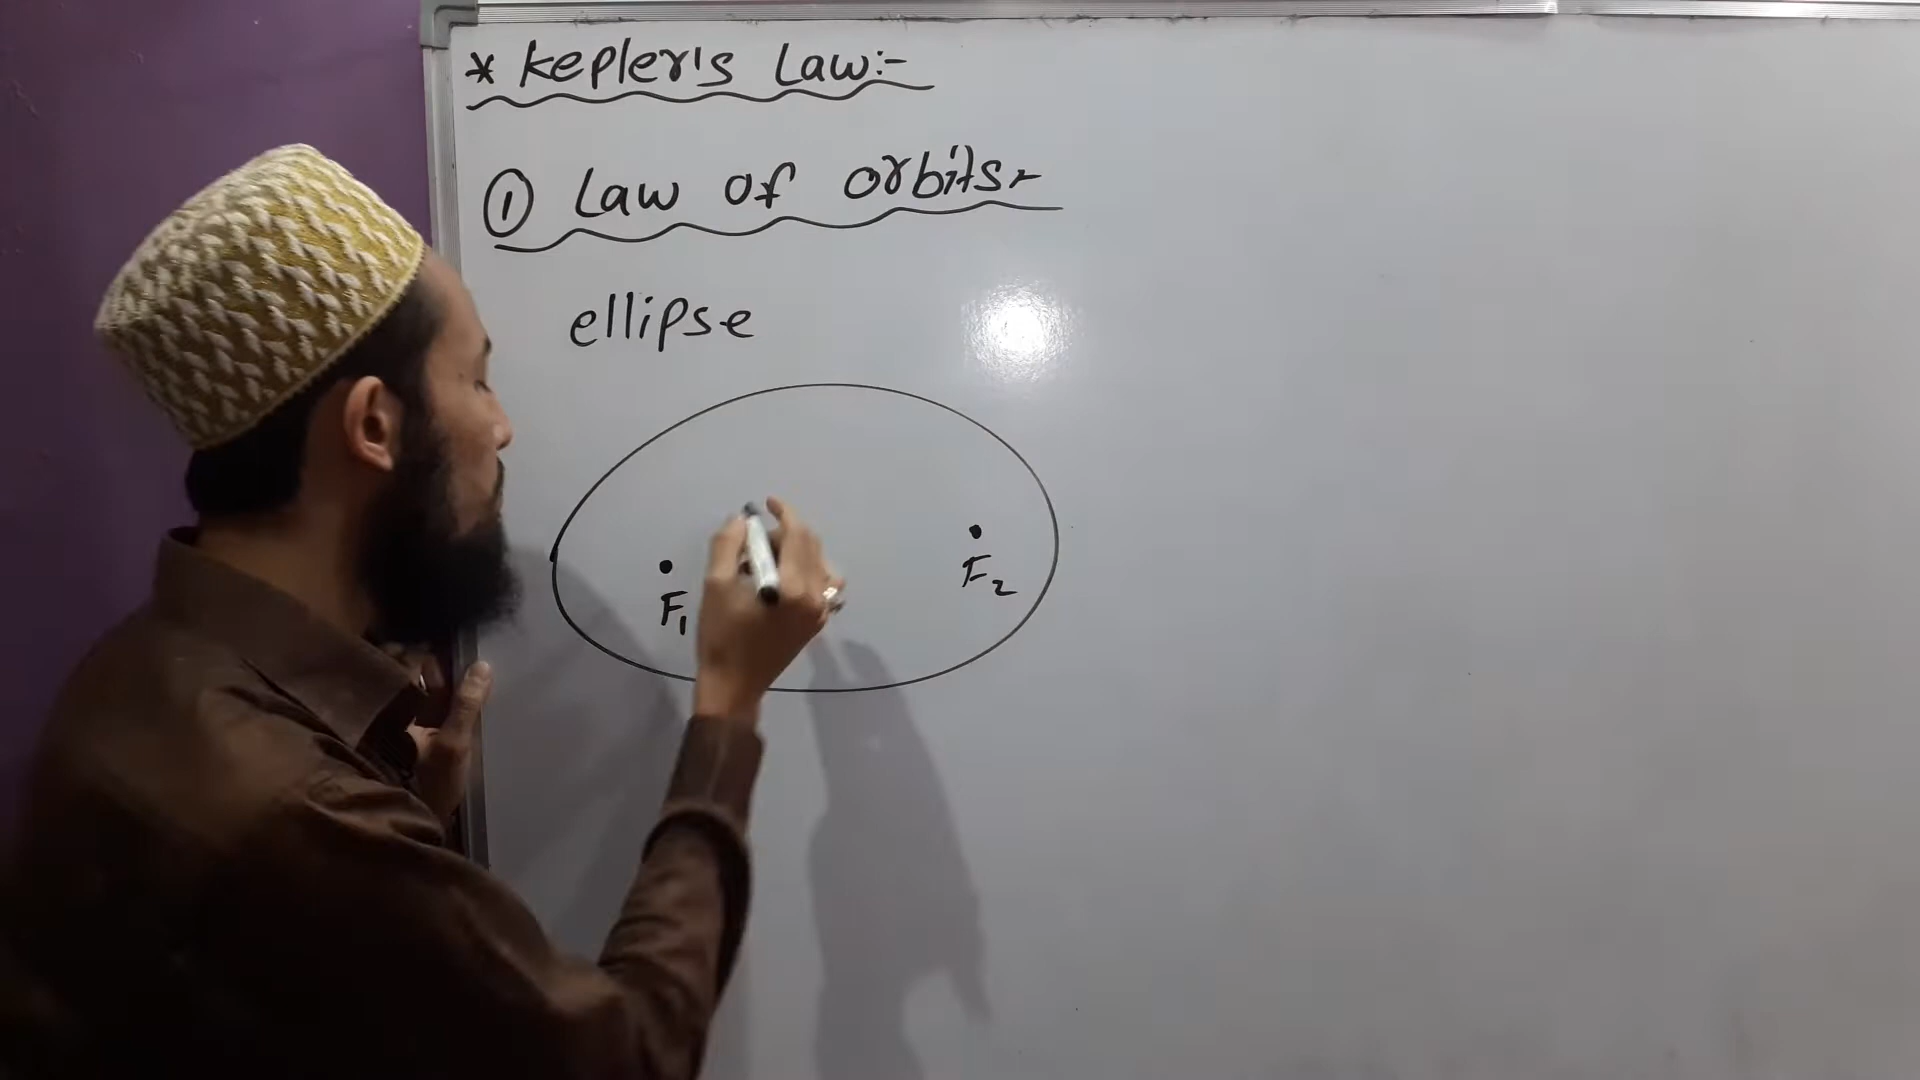 * Kepler's Law:-
① Law of orbits:-
ellipse
F₁
F₂